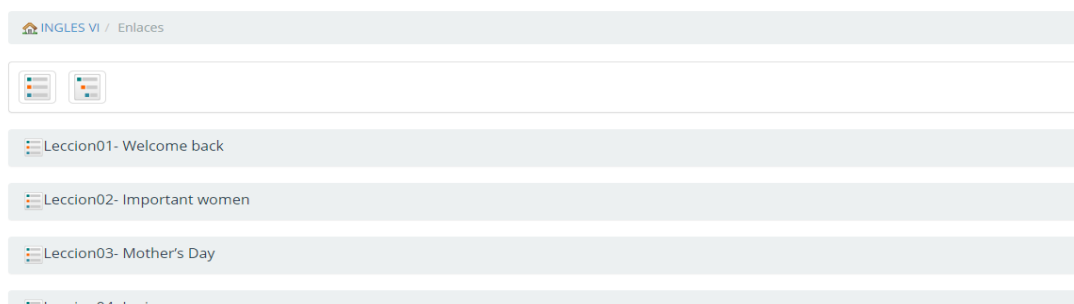 INGLES VI / Enlaces
Leccion01- Welcome back
Leccion02- Important women
Leccion03- Mother's Day